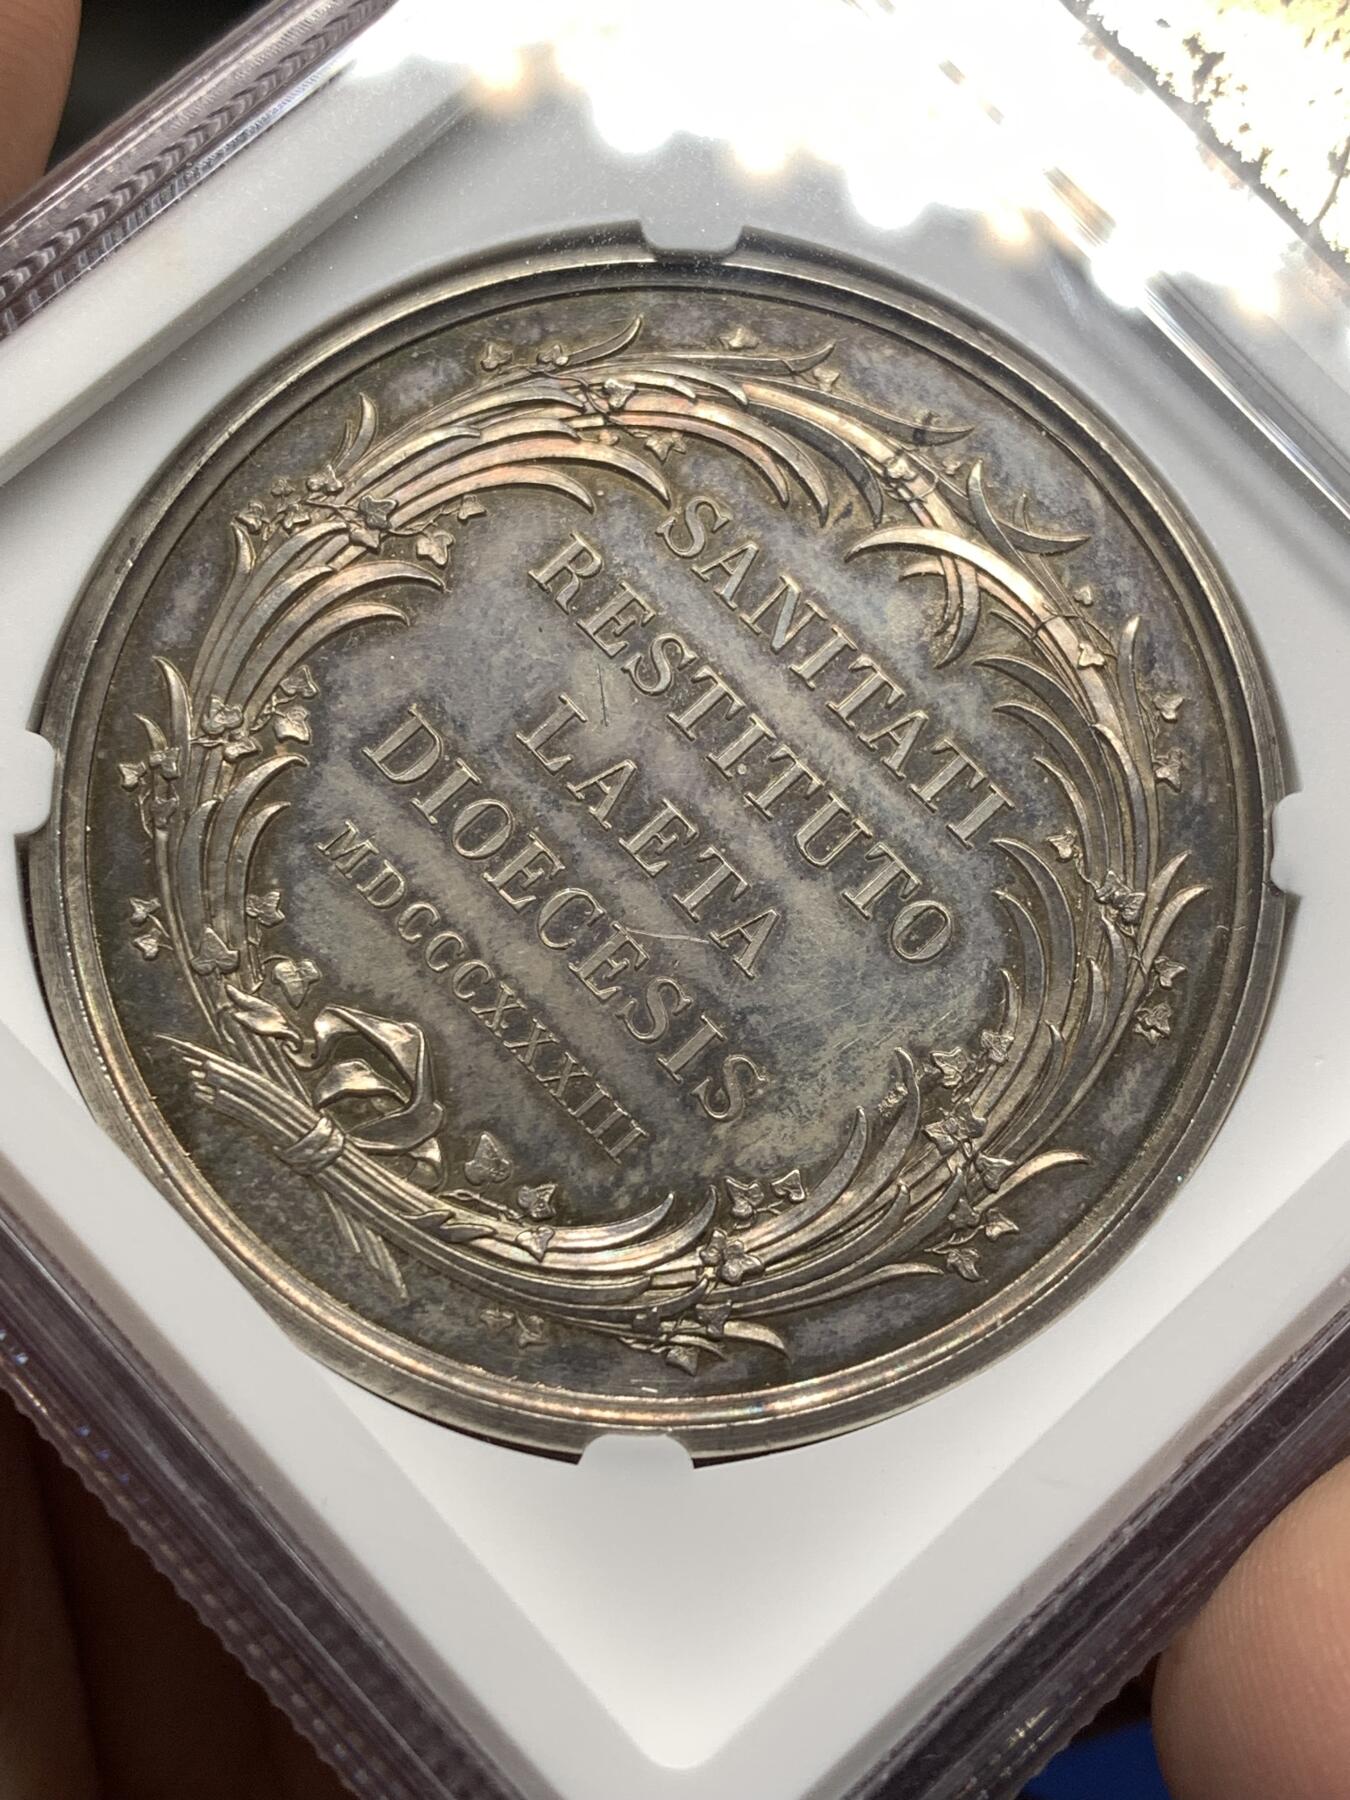 SANITATI
RESTITUTO
LAETA
DIOECESIS
MDCCCXXXIII